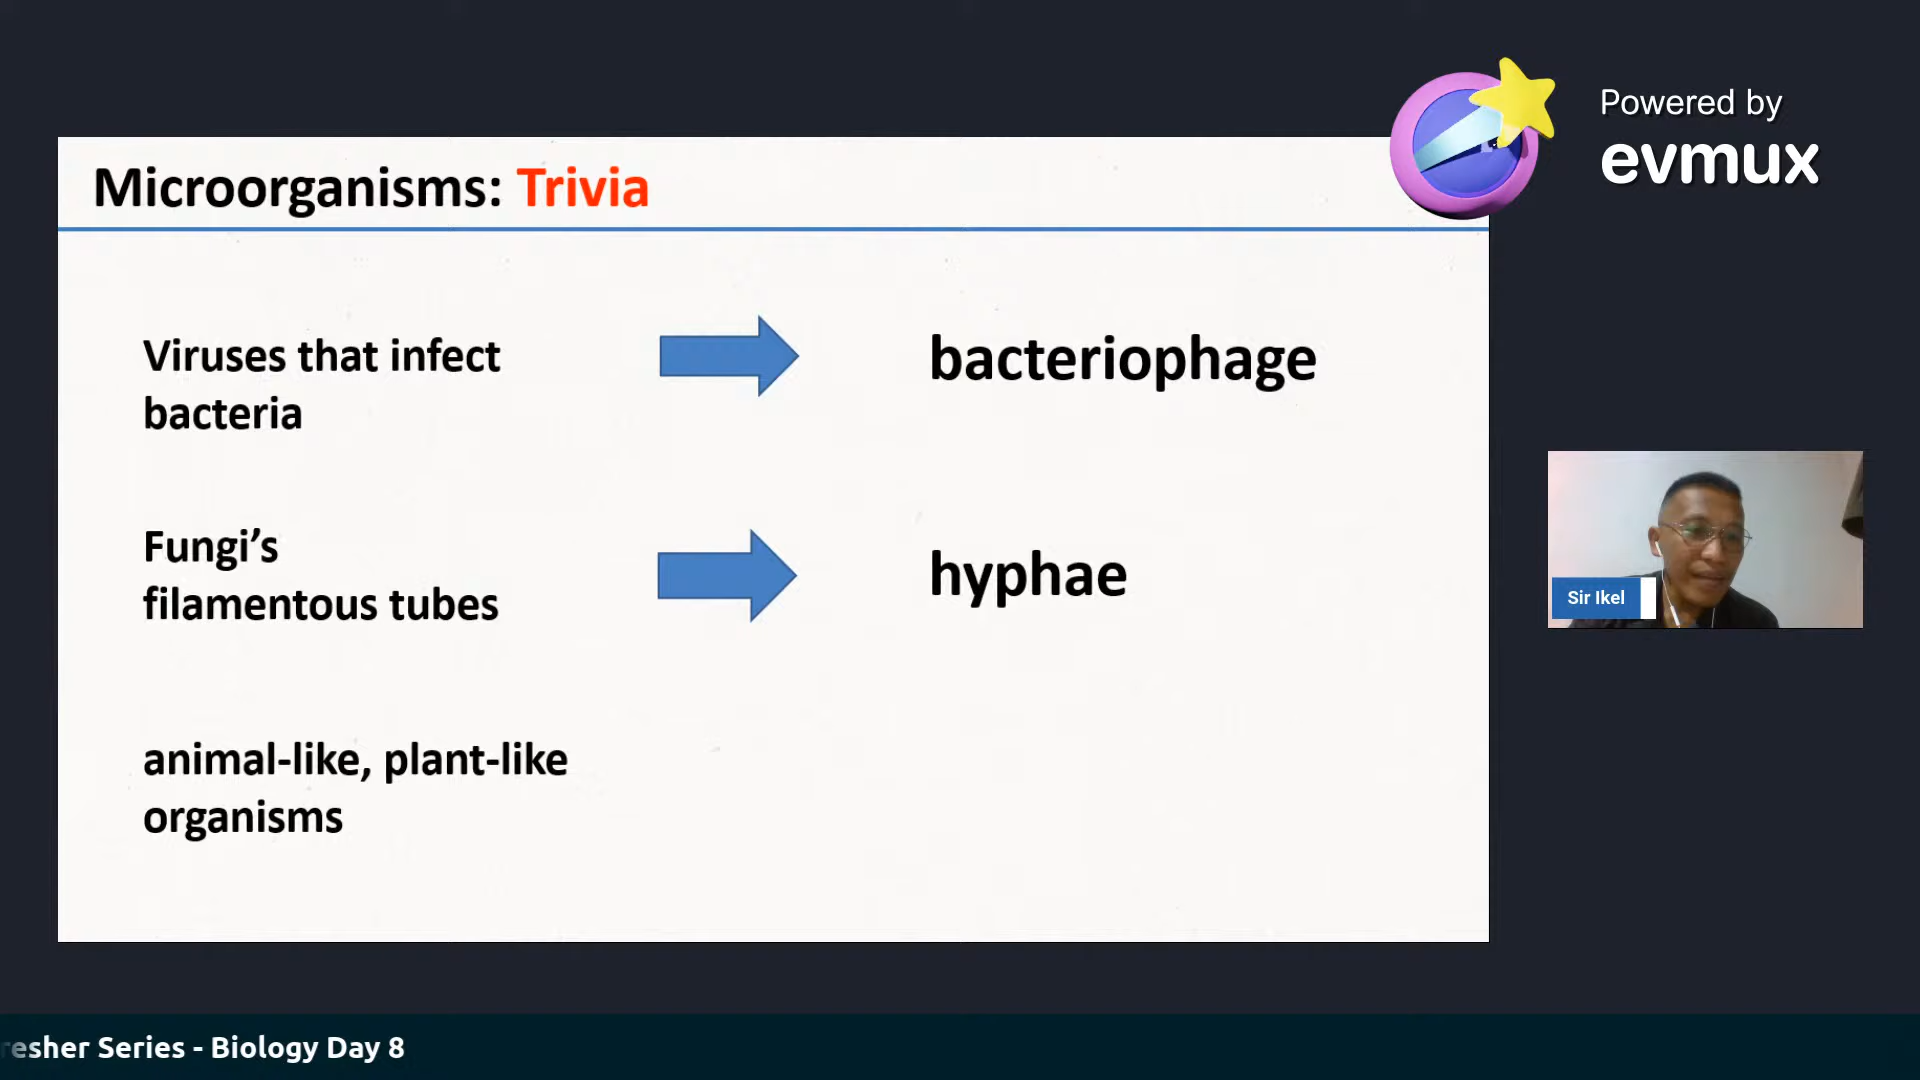 Powered by
evmux
Microorganisms: Trivia
Viruses that infect
bacteria
bacteriophage
Fungi’s
filamentous tubes
hyphae
animal-like, plant-like
organisms
Sir Ikel
resher Series - Biology Day 8